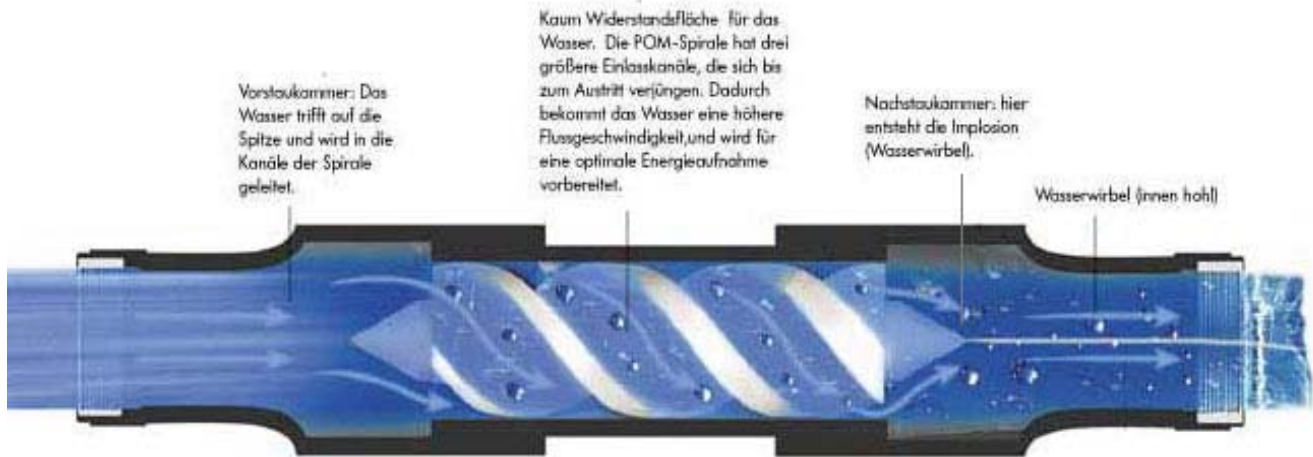 Vorstaukammer: Das
Wasser trifft auf die
Spitze und wird in die
Kanäle der Spirale
geleitet.
Kaum Widerstandsfläche für das
Wasser. Die POM-Spirale hat drei
größere Einlasskanäle, die sich bis
zum Austritt verjüngen. Dadurch
bekommt das Wasser eine höhere
Flussgeschwindigkeit,und wird für
eine optimale Energieaufnahme
vorbereitet.
Nachstaukammer: hier
entsteht die Implosion
(Wasserwirbel).
Wasserwirbel (innen hohl)